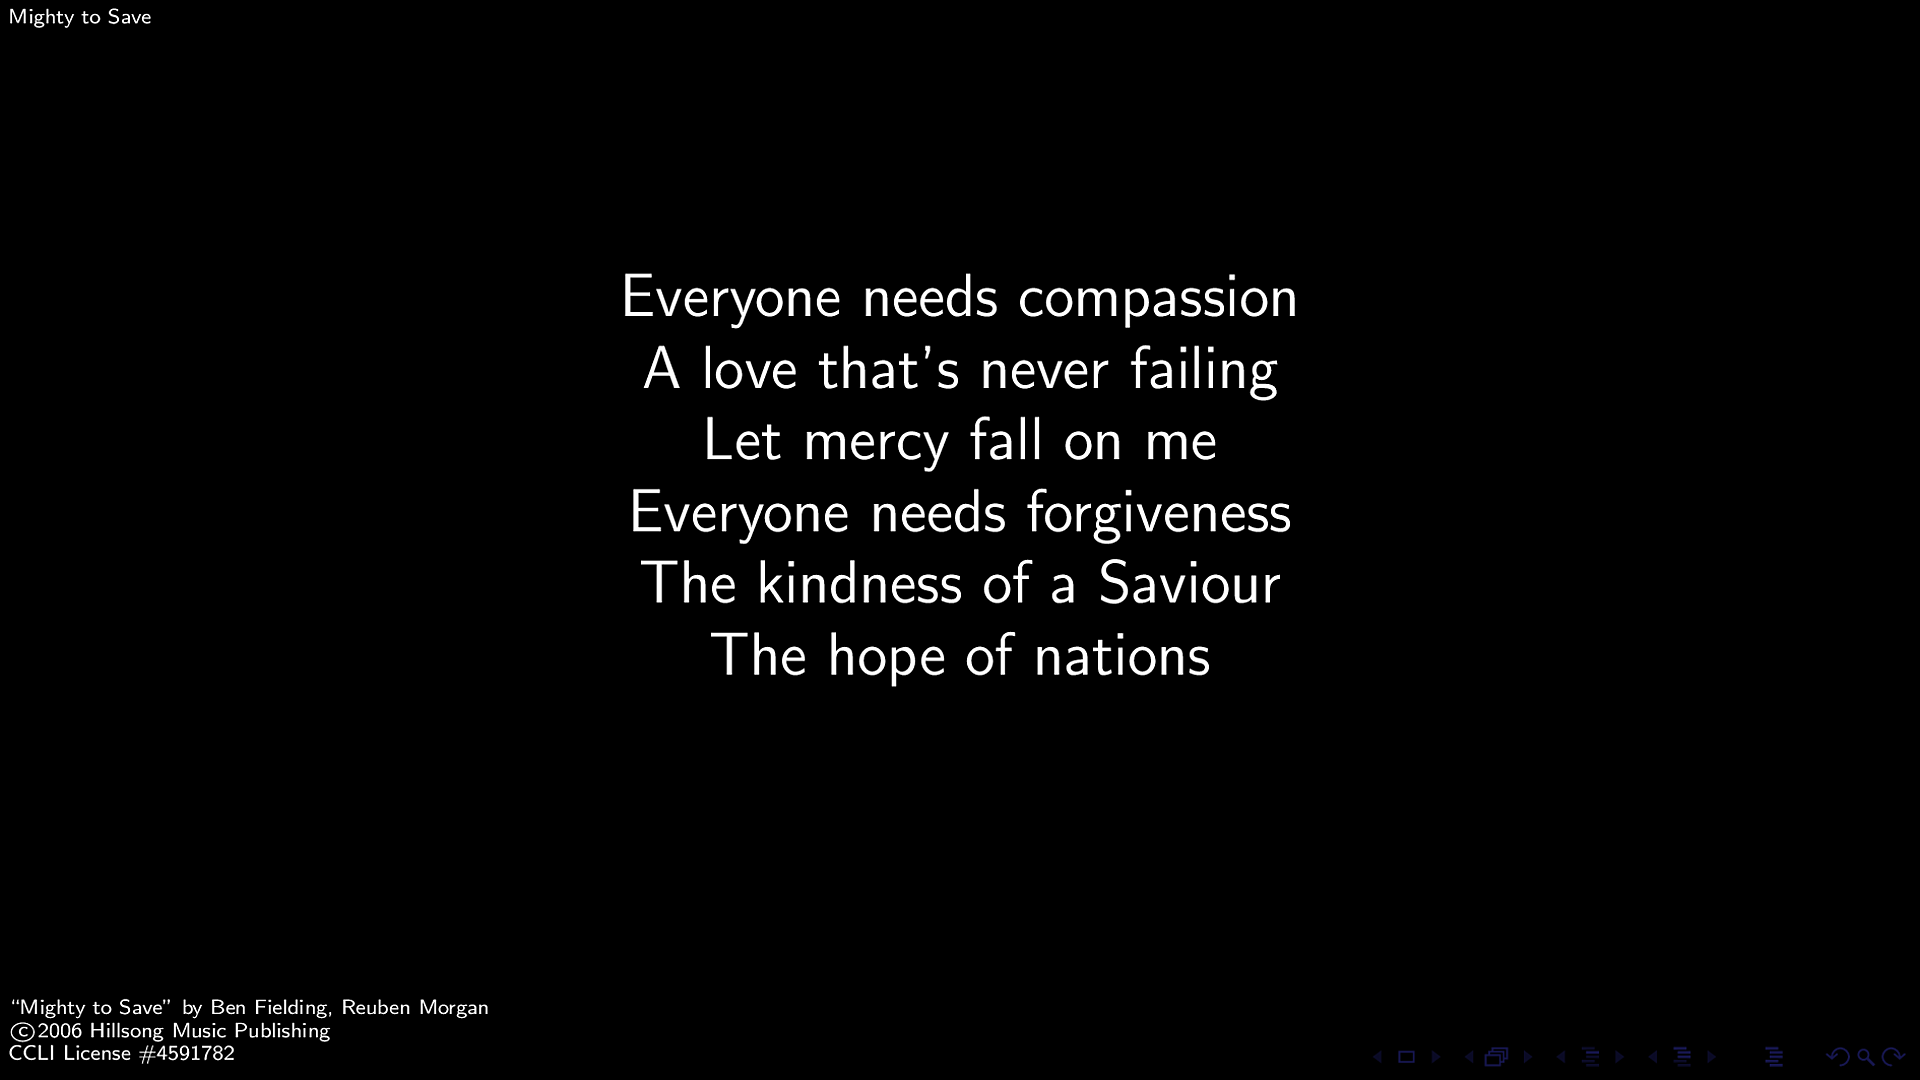 Mighty to Save
Everyone needs compassion
A love that's never failing
Let mercy fall on me
Everyone needs forgiveness
The kindness of a Saviour
The hope of nations
“Mighty to Save” by Ben Fielding, Reuben Morgan
©2006 Hillsong Music Publishing
CCLI License #4591782